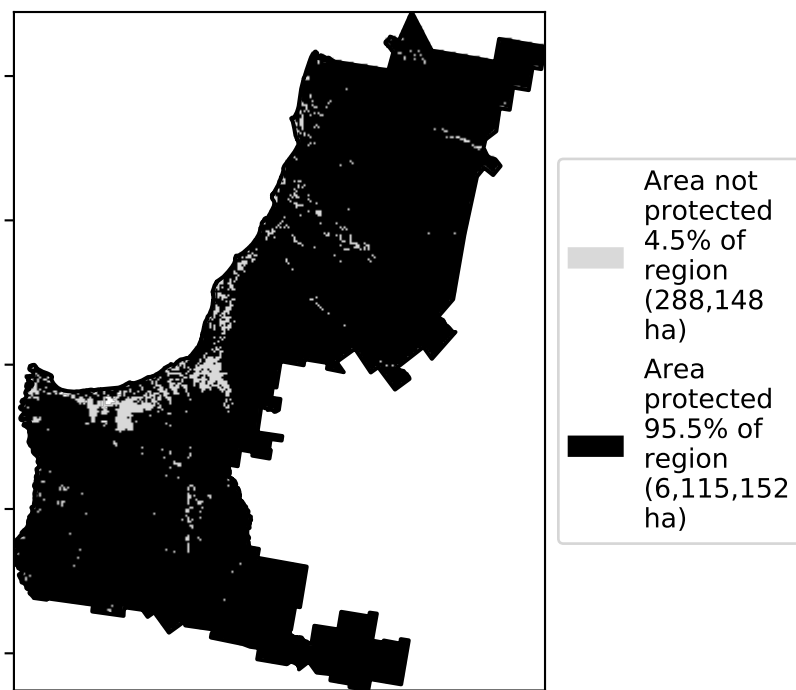 Area not
protected
4.5% of
region
(288,148
ha)
Area
protected
95.5% of
region
(6,115,152
ha)